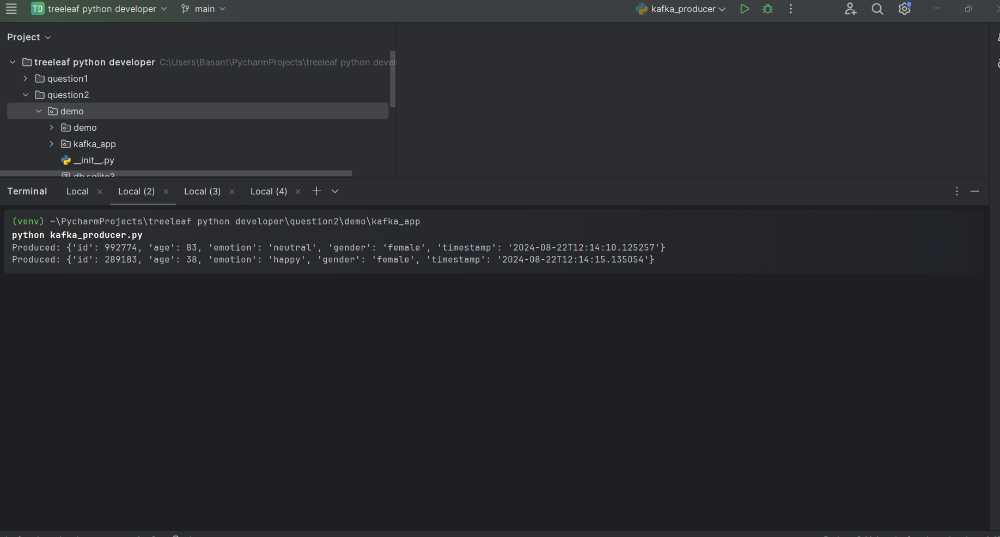 TD treeleaf python developer main kafka_producer
Project
treeleaf python developer C:\Users\Basant\PycharmProjects\treeleaf python devel
question1
question2
demo
demo
kafka_app
__init__.py
db.sqlite3
Terminal Local Local (2) Local (3) Local (4)
(venv) ~\PycharmProjects\treeleaf python developer\question2\demo\kafka_app
python kafka_producer.py
Produced: {'id': 992774, 'age': 83, 'emotion': 'neutral', 'gender': 'female', 'timestamp': '2024-08-22T12:14:10.125257'}
Produced: {'id': 289183, 'age': 38, 'emotion': 'happy', 'gender': 'female', 'timestamp': '2024-08-22T12:14:15.135054'}